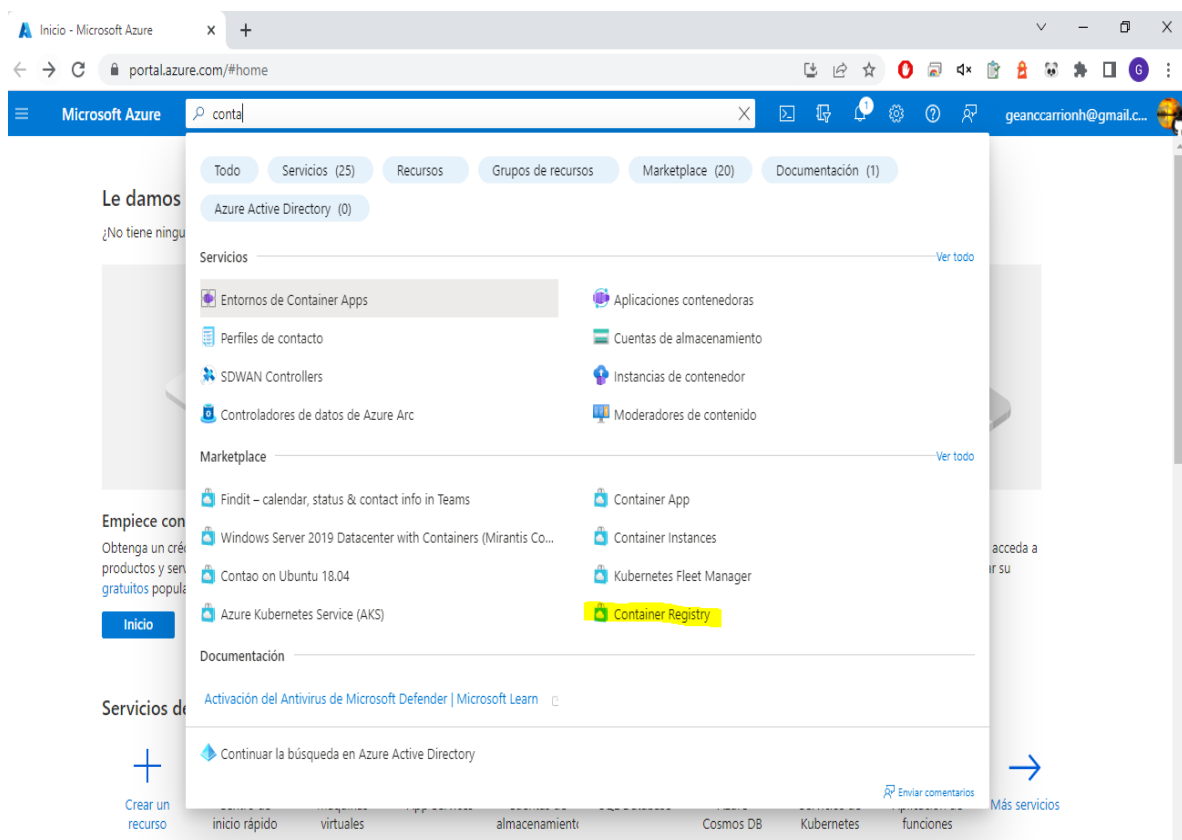 Inicio - Microsoft Azure
portal.azure.com/#home
G
Microsoft Azure
conta
1
geanccarrionh@gmail.c...
Todo
Servicios (25)
Recursos
Grupos de recursos
Marketplace (20)
Documentación (1)
Azure Active Directory (0)
Le damos
¿No tiene ningu
Servicios
Ver todo
Entornos de Container Apps
Aplicaciones contenedoras
Perfiles de contacto
Cuentas de almacenamiento
SDWAN Controllers
Instancias de contenedor
Controladores de datos de Azure Arc
Moderadores de contenido
Marketplace
Ver todo
Findit – calendar, status & contact info in Teams
Container App
Windows Server 2019 Datacenter with Containers (Mirantis Co...
Container Instances
Contao on Ubuntu 18.04
Kubernetes Fleet Manager
Azure Kubernetes Service (AKS)
Container Registry
Empiece con
Obtenga un cré
acceda a
productos y serv
ar su
gratuitos popula
Inicio
Documentación
Activación del Antivirus de Microsoft Defender | Microsoft Learn
Servicios de
Continuar la búsqueda en Azure Active Directory
Enviar comentarios
Crear un
recurso
inicio rápido
virtuales
almacenamiento
Cosmos DB
Kubernetes
funciones
Más servicios